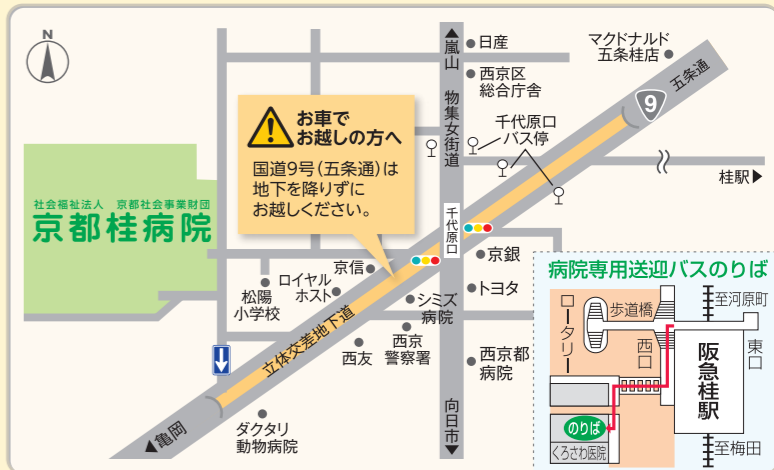 N
▲嵐山
日産
西京区
総合庁舎
マクドナルド
五条桂店
五条通
9
物集女街道
千代原口
バス停
桂駅▶
お車で
お越しの方へ
国道9号(五条通)は
地下を降りずに
お越しください。
社会福祉法人 京都社会事業財団
京都桂病院
千代原口
京信
ロイヤル
ホスト
松陽
小学校
京銀
トヨタ
シミズ
病院
西京
警察署
西友
西京都
病院
立体交差地下道
向日市▼
ダクタリ
動物病院
▲亀岡
病院専用送迎バスのりば
至河原町
歩道橋
ロータリー
西口
阪急桂駅
東口
のりば
くろさわ医院
至梅田